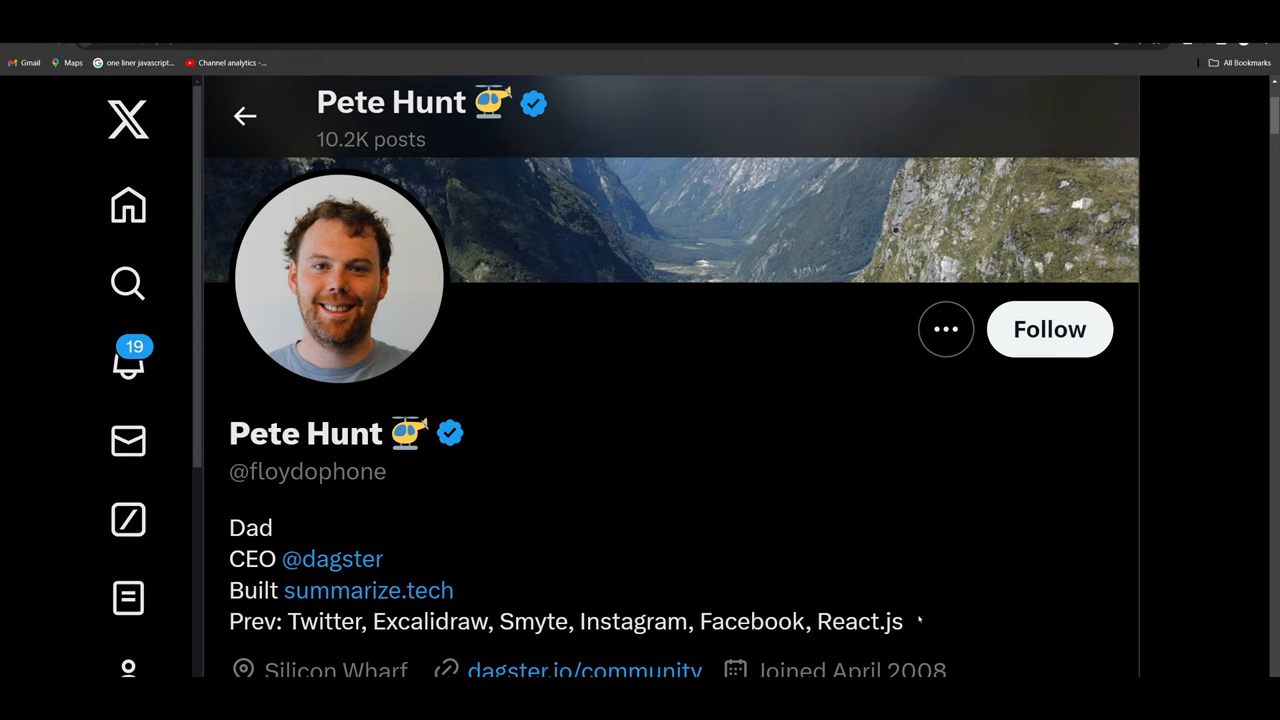 Gmail
Maps
one liner javascript...
Channel analytics -...
All Bookmarks
Pete Hunt 🚁
10.2K posts
Follow
19
Pete Hunt 🚁
@floydophone
Dad
CEO @dagster
Built summarize.tech
Prev: Twitter, Excalidraw, Smyte, Instagram, Facebook, React.js
Silicon Wharf dagster.io/community Joined April 2008